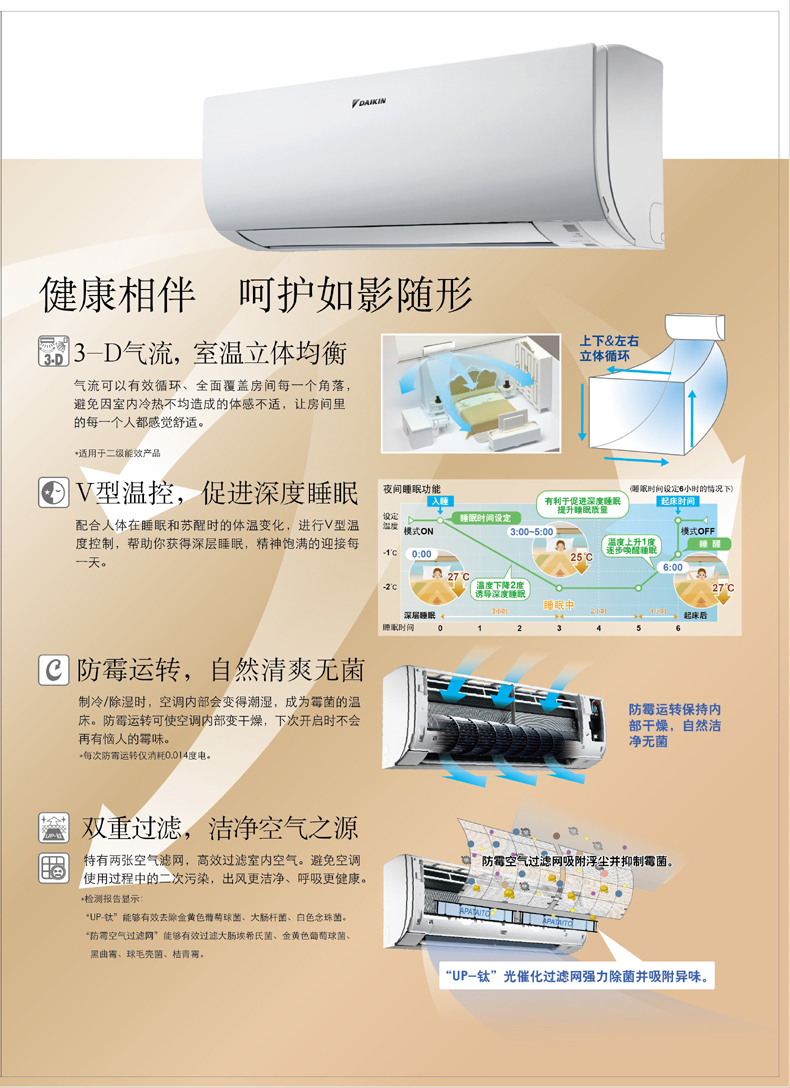 DAIKIN
健康相伴 呵护如影随形
3-D
3-D气流，室温立体均衡
气流可以有效循环、全面覆盖房间每一个角落，
避免因室内冷热不均造成的体感不适，让房间里
的每一个人都感觉舒适。
*适用于二级能效产品
上下&左右
立体循环
V型温控，促进深度睡眠
配合人体在睡眠和苏醒时的体温变化，进行V型温
度控制，帮助你获得深层睡眠，精神饱满的迎接每
一天。
夜间睡眠功能
(睡眠时间设定6小时的情况下)
入睡
有利于促进深度睡眠
提升睡眠质量
起床时间
设定
温度
睡眠时间设定
模式ON
3:00~5:00
温度上升1度
逐步唤醒睡眠
模式OFF
睡醒
-1℃
0:00
25℃
6:00
27℃
27℃
-2℃
温度下降2度
诱导深度睡眠
睡眠中
3小时
2小时
1小时
深层睡眠
起床后
睡眠时间 0 1 2 3 4 5 6
防霉运转，自然清爽无菌
制冷/除湿时，空调内部会变得潮湿，成为霉菌的温
床。防霉运转可使空调内部变干燥，下次开启时不会
再有恼人的霉味。
*每次防霉运转仅消耗0.014度电。
防霉运转保持内
部干燥，自然洁
净无菌
UP-钛
双重过滤，洁净空气之源
特有两张空气滤网，高效过滤室内空气。避免空调
使用过程中的二次污染，出风更洁净、呼吸更健康。
*检测报告显示：
“UP-钛”能够有效去除金黄色葡萄球菌、大肠杆菌、白色念珠菌。
“防霉空气过滤网”能够有效过滤大肠埃希氏菌、金黄色葡萄球菌、
黑曲霉、球毛壳菌、桔青霉。
防霉空气过滤网吸附浮尘并抑制霉菌。
APATAITO
APATAITO
“UP-钛”光催化过滤网强力除菌并吸附异味。